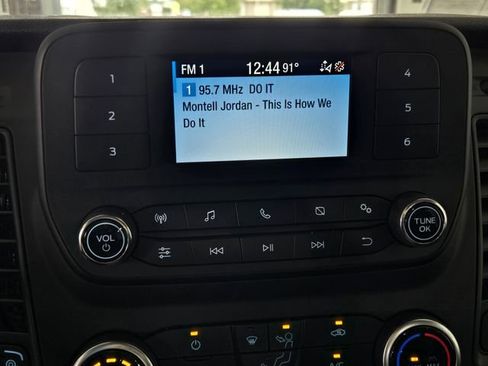 FM 1 12:44 91°
1 95.7 MHz DO IT
Montell Jordan - This Is How We
Do It
1
2
3
4
5
6
VOL
TUNE
OK
A/C